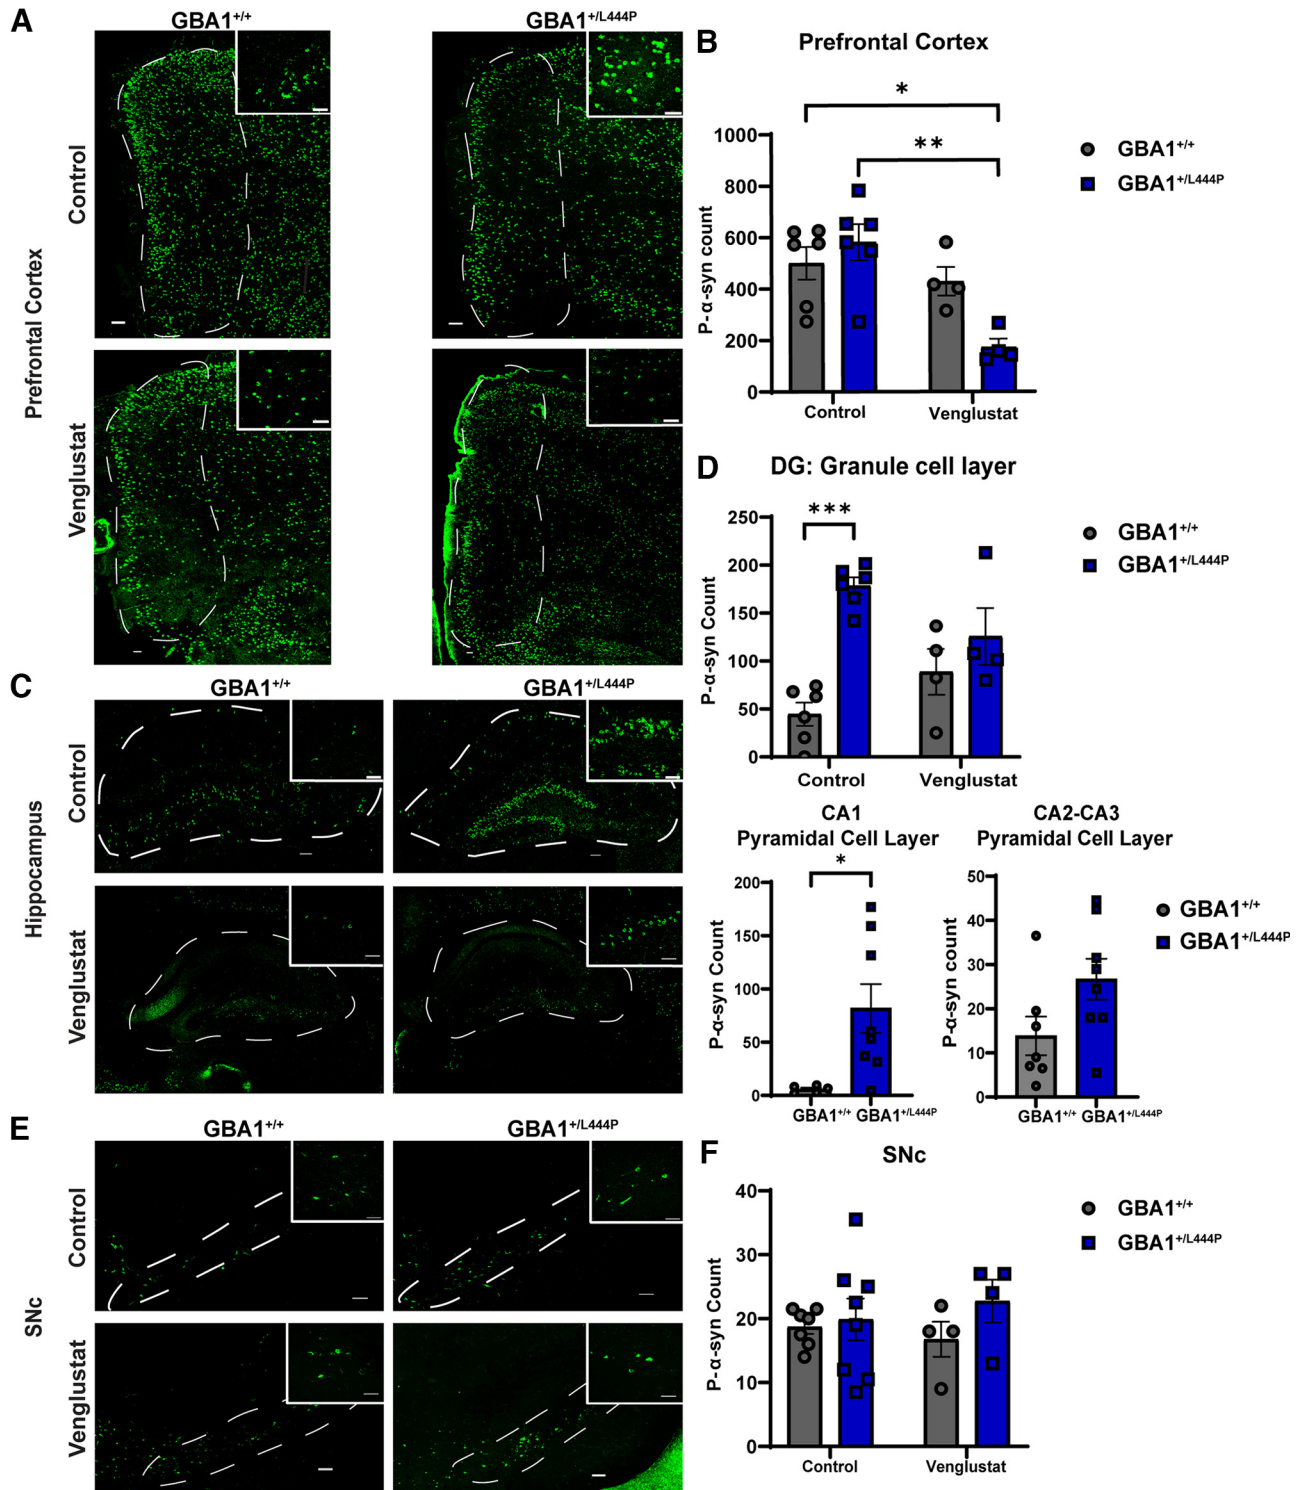 A
GBA1+/+
GBA1+/L444P
Prefrontal Cortex
Control
Venglustat
B
Prefrontal Cortex
*
**
1000
800
600
400
200
0
P-α-syn count
Control
Venglustat
GBA1+/+
GBA1+/L444P
C
GBA1+/+
GBA1+/L444P
Hippocampus
Control
Venglustat
D
DG: Granule cell layer
***
250
200
150
100
50
0
P-α-syn Count
Control
Venglustat
GBA1+/+
GBA1+/L444P
CA1
Pyramidal Cell Layer
*
200
150
100
50
0
P-α-syn Count
GBA1+/+
GBA1+/L444P
CA2-CA3
Pyramidal Cell Layer
50
40
30
20
10
0
P-α-syn count
GBA1+/+
GBA1+/L444P
GBA1+/+
GBA1+/L444P
E
GBA1+/+
GBA1+/L444P
SNc
Control
Venglustat
F
SNc
40
30
20
10
0
P-α-syn Count
Control
Venglustat
GBA1+/+
GBA1+/L444P